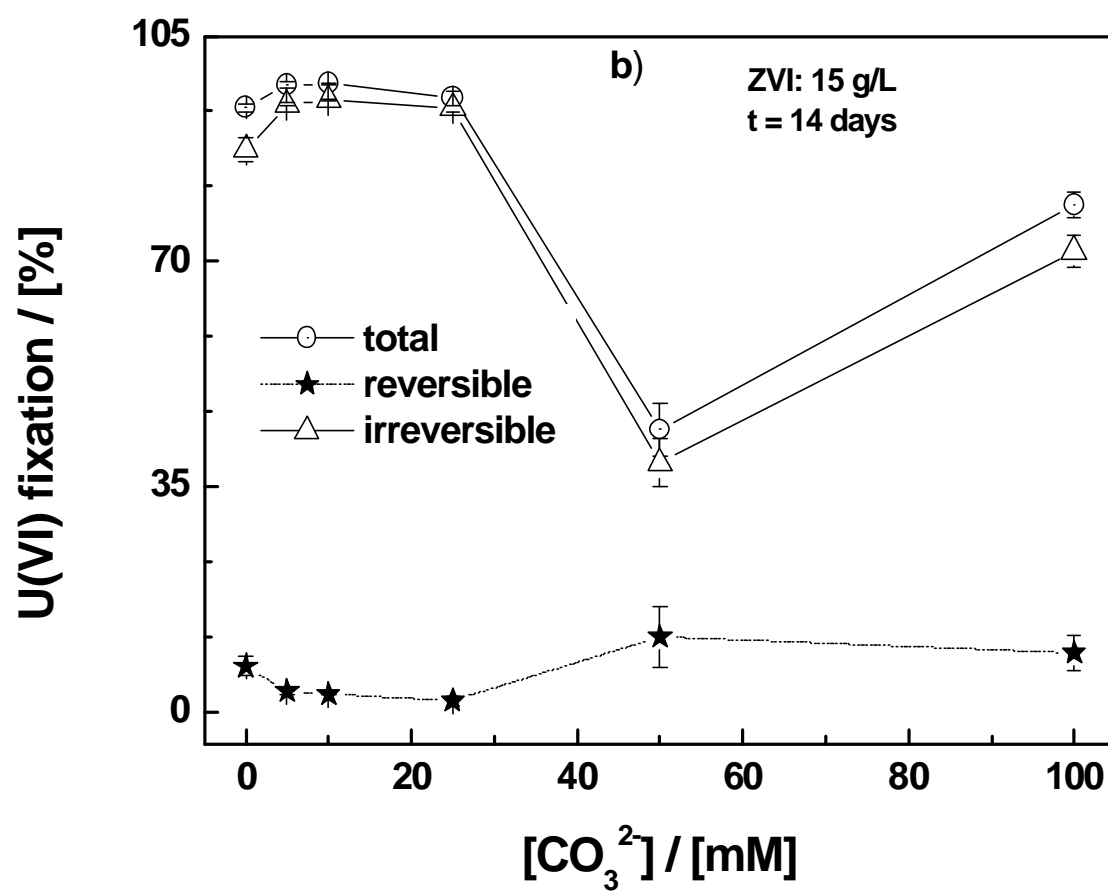 105
70
35
0
U(VI) fixation / [%]
b)
ZVI: 15 g/L
t = 14 days
total
reversible
irreversible
0 20 40 60 80 100
[CO₃²⁻] / [mM]